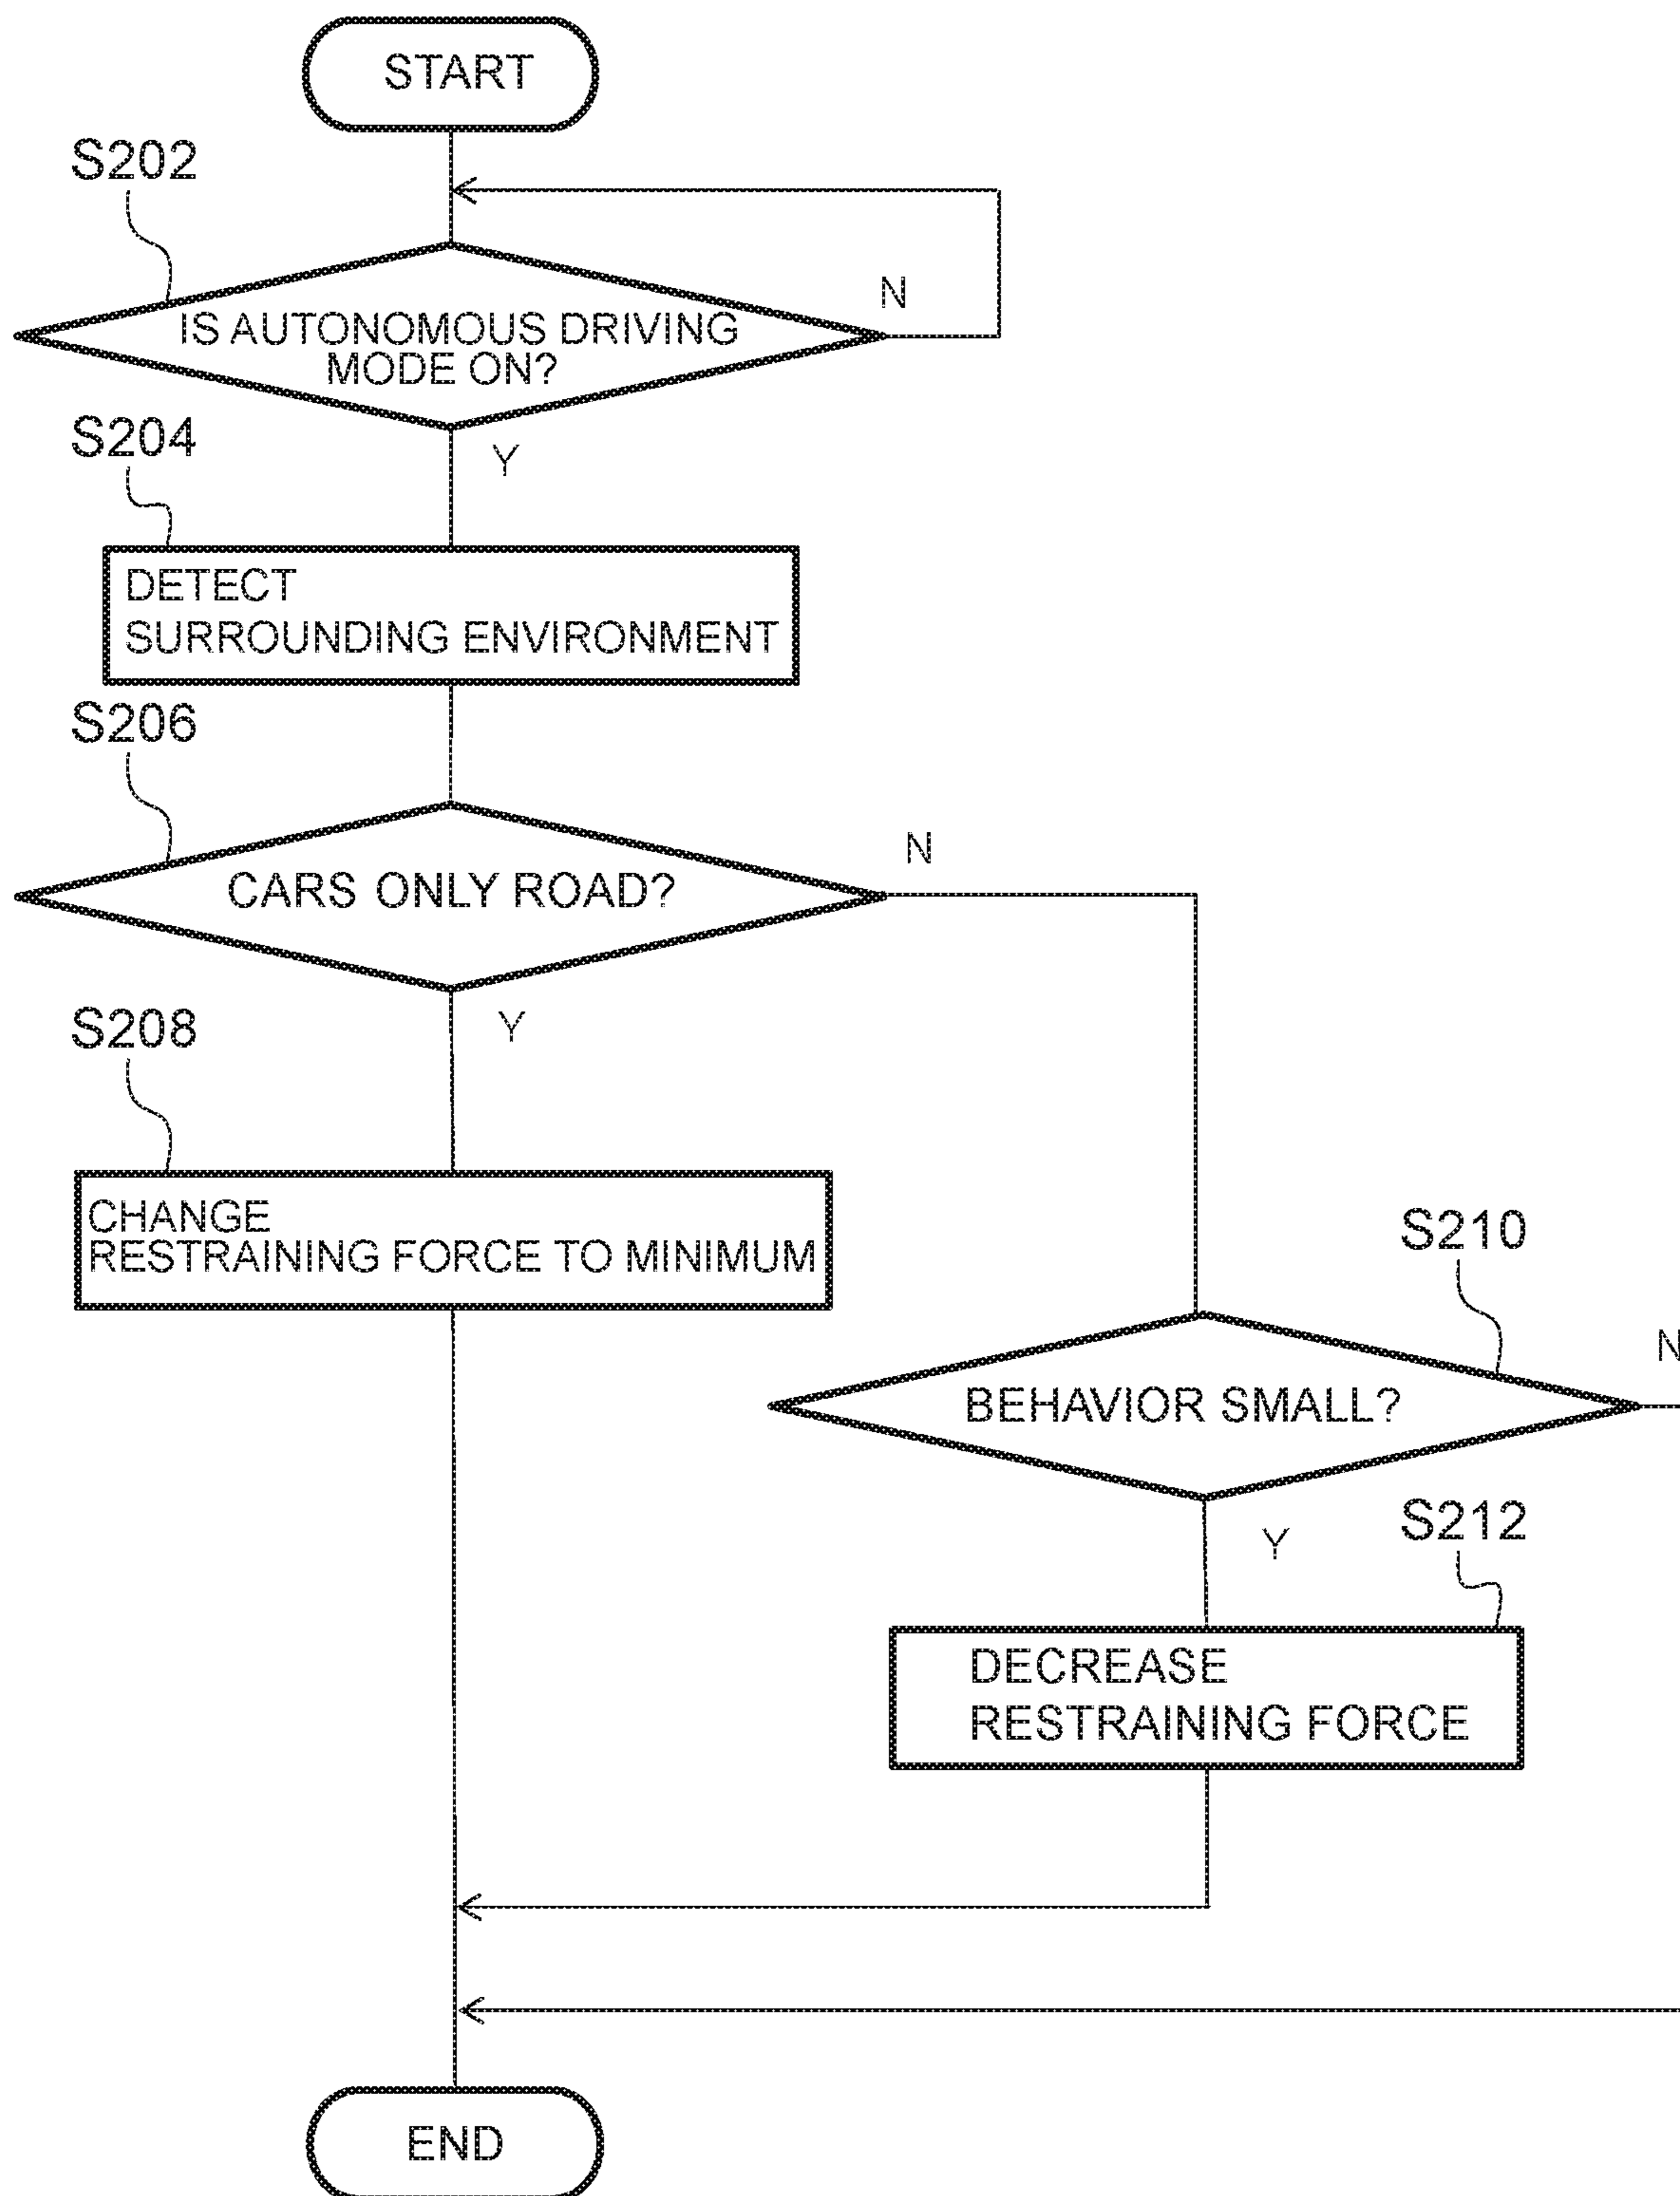 START
S202
N
IS AUTONOMOUS DRIVING
MODE ON?
S204
Y
DETECT
SURROUNDING ENVIRONMENT
S206
N
CARS ONLY ROAD?
S208
Y
CHANGE
RESTRAINING FORCE TO MINIMUM
S210
N
BEHAVIOR SMALL?
S212
Y
DECREASE
RESTRAINING FORCE
END